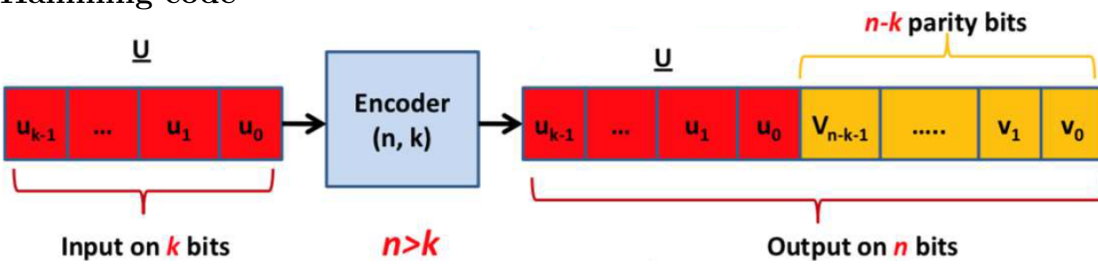 Hamming code
n-k parity bits
U
U
u_{k-1} ... u_1 u_0
Encoder
(n, k)
u_{k-1} ... u_1 u_0 V_{n-k-1} ..... v_1 v_0
Input on k bits
n>k
Output on n bits